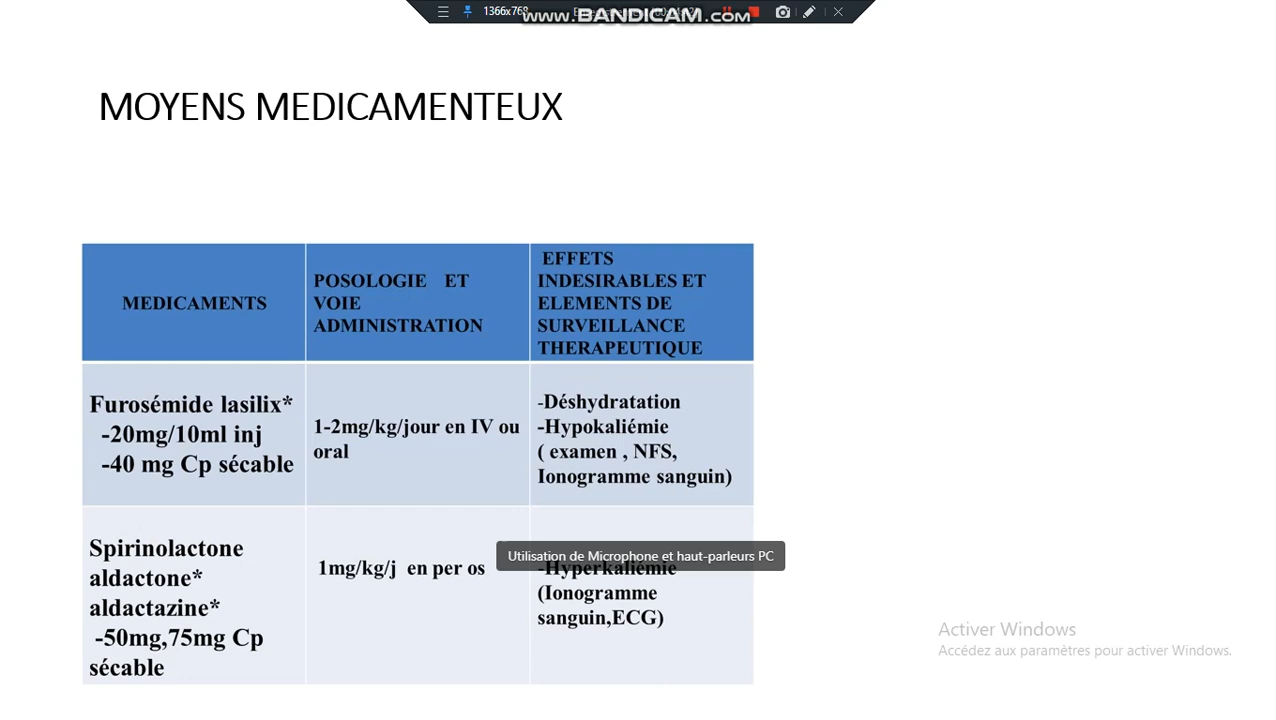 1366x768
www.BANDICAM.com
MOYENS MEDICAMENTEUX
MEDICAMENTS
POSOLOGIE ET
VOIE
ADMINISTRATION
EFFETS
INDESIRABLES ET
ELEMENTS DE
SURVEILLANCE
THERAPEUTIQUE
Furosémide lasilix*
-20mg/10ml inj
-40 mg Cp sécable
1-2mg/kg/jour en IV ou
oral
-Déshydratation
-Hypokaliémie
( examen , NFS,
Ionogramme sanguin)
Spirinolactone
aldactone*
aldactazine*
-50mg,75mg Cp
sécable
1mg/kg/j en per os
Utilisation de Microphone et haut-parleurs PC
-Hyperkaliémie
(Ionogramme
sanguin,ECG)
Activer Windows
Accédez aux paramètres pour activer Windows.